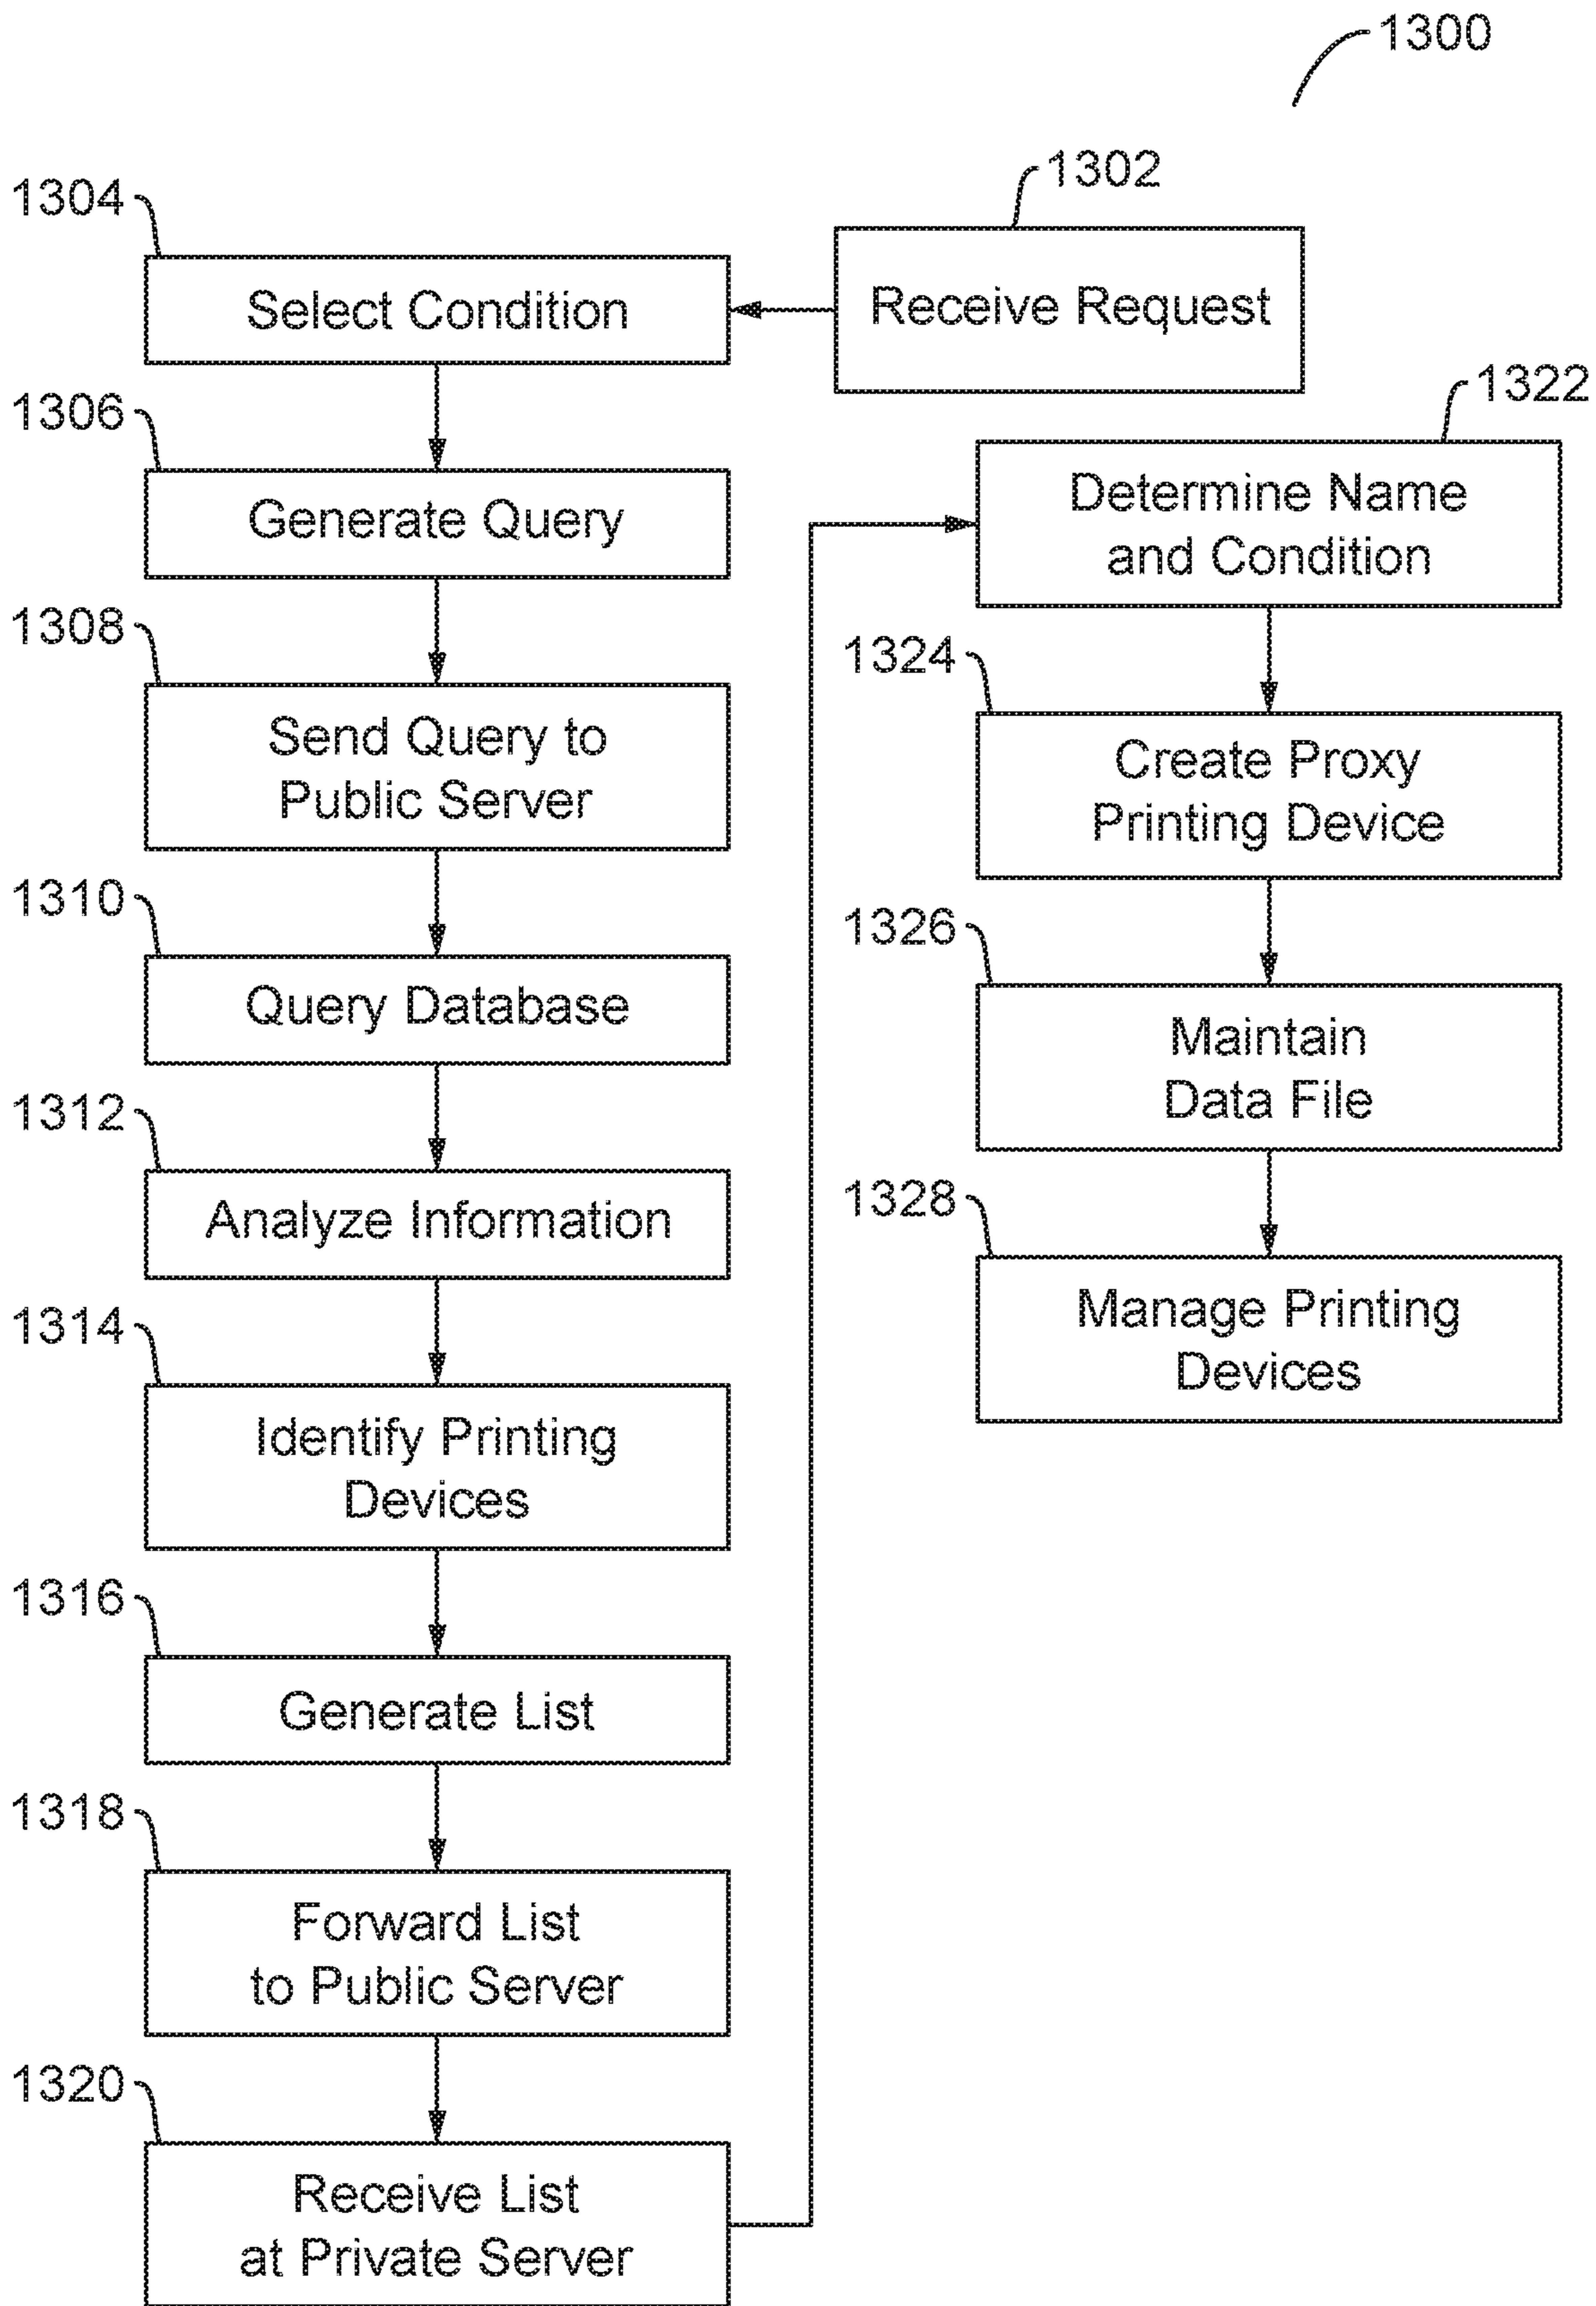 1300
1302
Receive Request
1304
Select Condition
1306
Generate Query
1308
Send Query to
Public Server
1310
Query Database
1312
Analyze Information
1314
Identify Printing
Devices
1316
Generate List
1318
Forward List
to Public Server
1320
Receive List
at Private Server
1322
Determine Name
and Condition
1324
Create Proxy
Printing Device
1326
Maintain
Data File
1328
Manage Printing
Devices